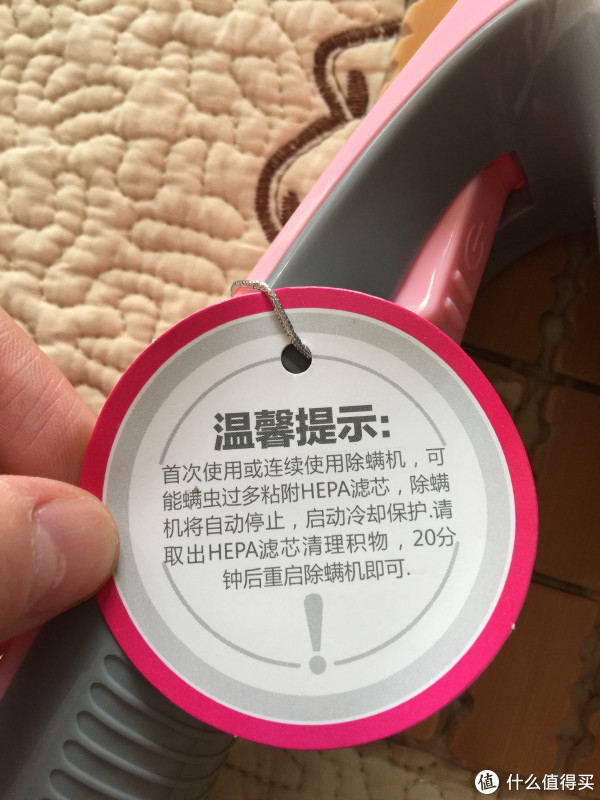 温馨提示:
首次使用或连续使用除螨机，可
能螨虫过多粘附HEPA滤芯，除螨
机将自动停止，启动冷却保护.请
取出HEPA滤芯清理积物，20分
钟后重启除螨机即可.
!
值 什么值得买